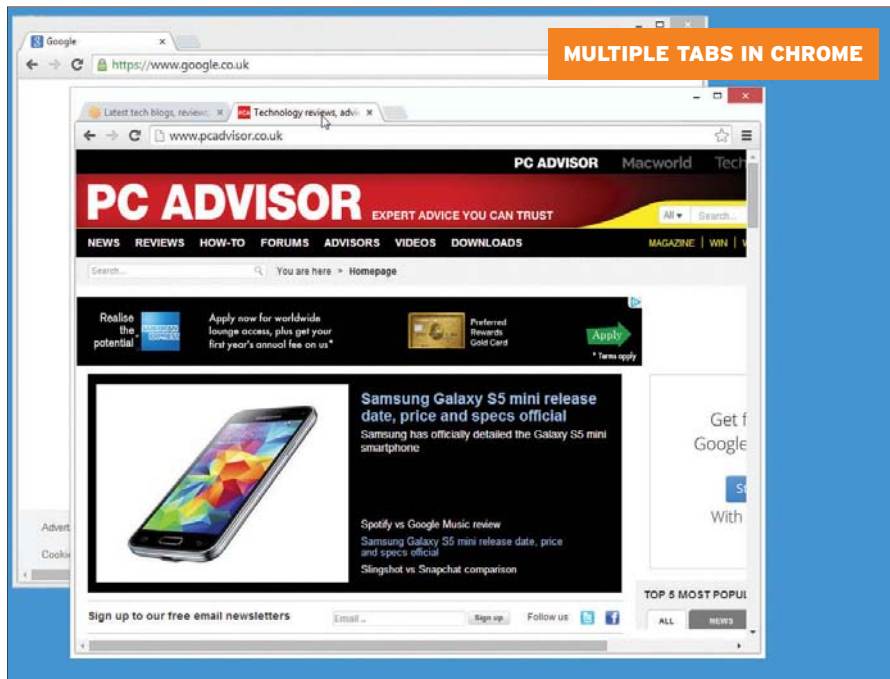 MULTIPLE TABS IN CHROME
Google
https://www.google.co.uk
Latest tech blogs, reviews,
Technology reviews, advi
www.pcadvisor.co.uk
PC ADVISOR Macworld Tech
PC ADVISOR EXPERT ADVICE YOU CAN TRUST
All Search...
NEWS REVIEWS HOW-TO FORUMS ADVISORS VIDEOS DOWNLOADS
MAGAZINE | WIN |
Search... You are here > Homepage
Realise
the
potential
AMERICAN EXPRESS
Apply now for worldwide
lounge access, plus get your
first year's annual fee on us*
Preferred
Rewards
Gold Card
Apply
* Terms apply
Samsung Galaxy S5 mini release
date, price and specs official
Samsung has officially detailed the Galaxy S5 mini
smartphone
Spotify vs Google Music review
Samsung Galaxy S5 mini release date, price
and specs official
Slingshot vs Snapchat comparison
Get f
Google
St
With
Advert
Cookie
TOP 5 MOST POPUL
ALL NEWS
Sign up to our free email newsletters Email... Sign up Follow us